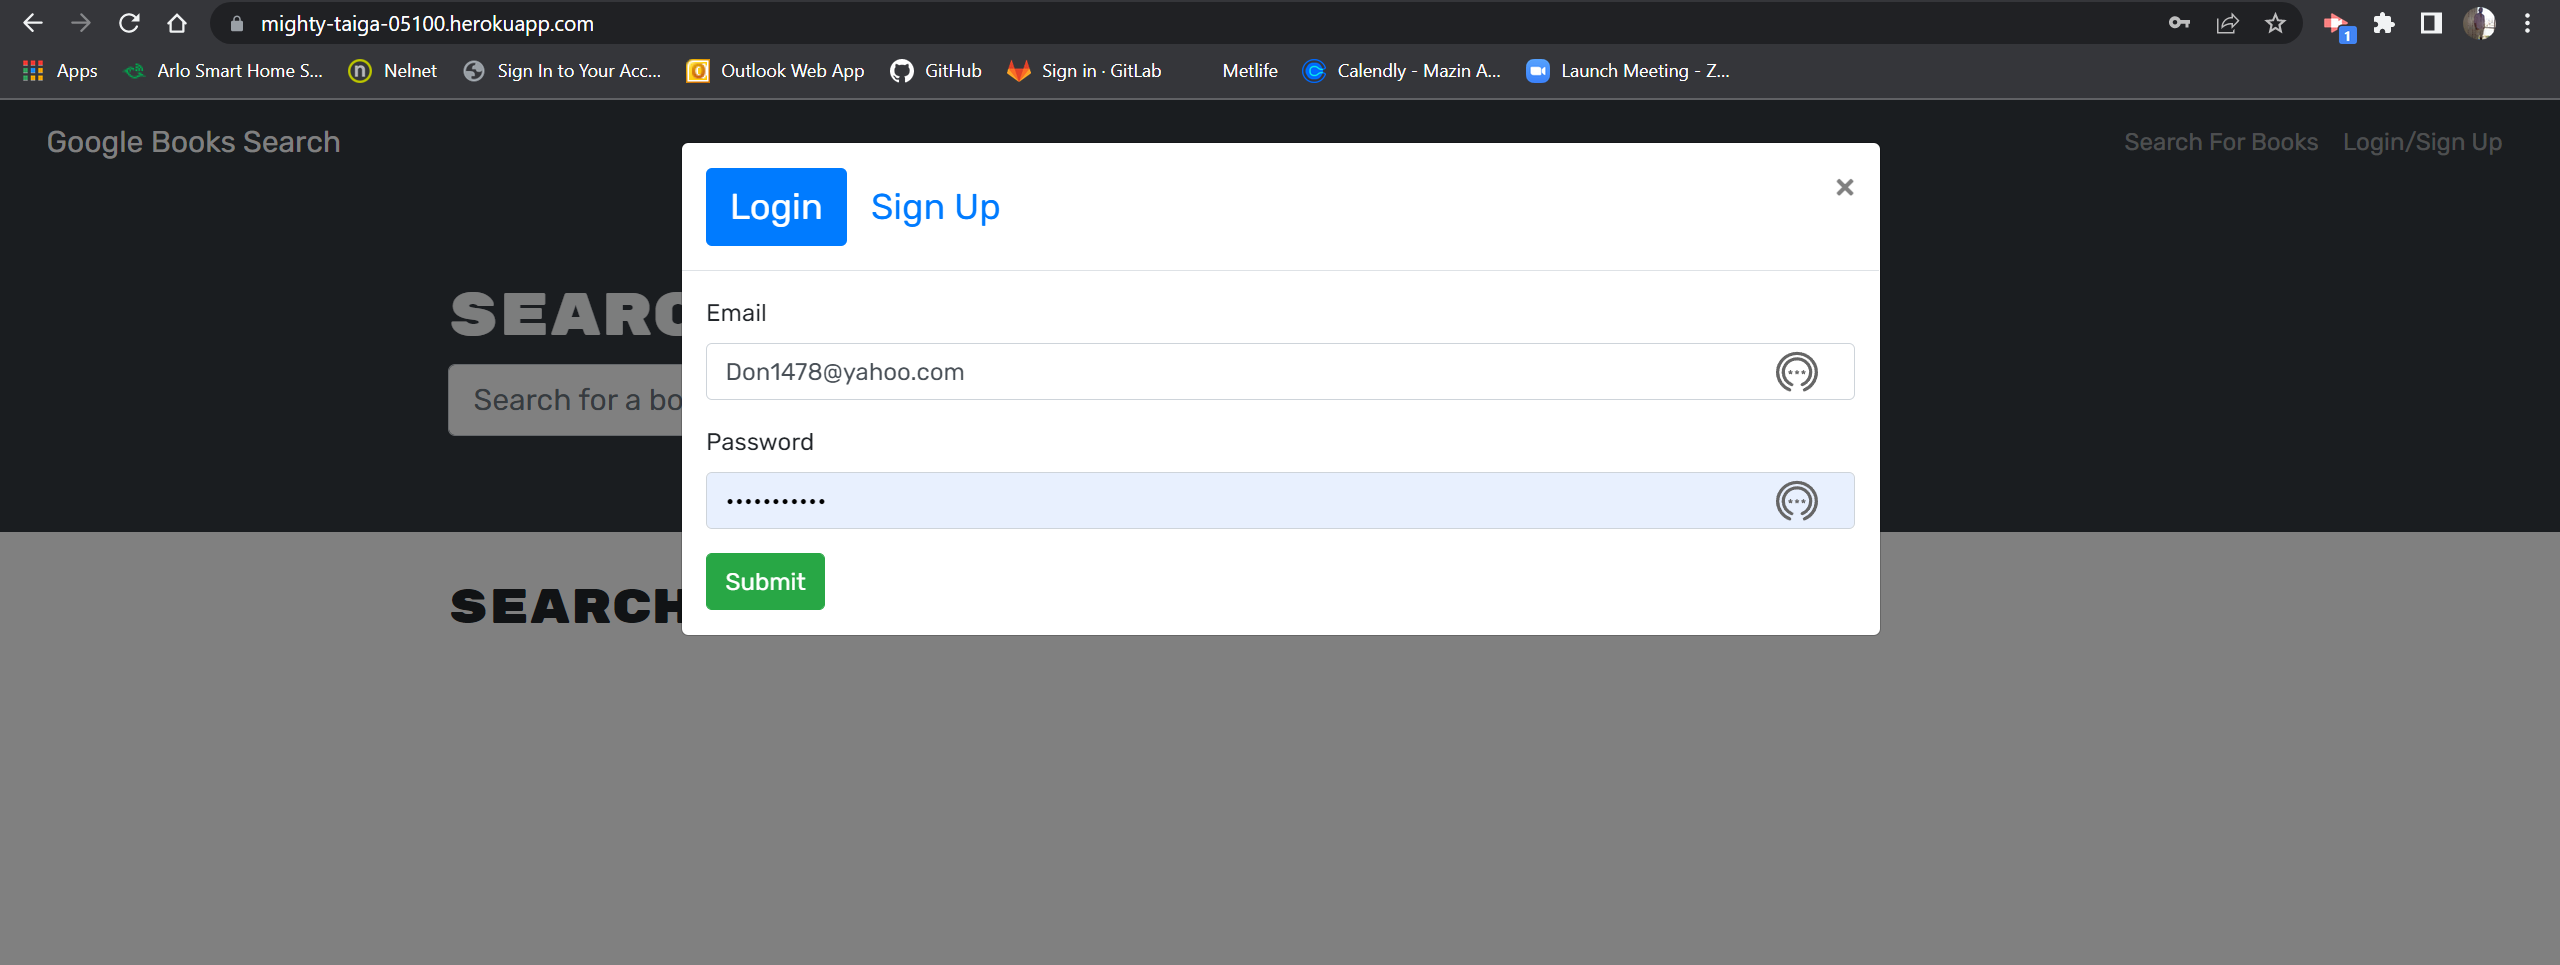 mighty-taiga-05100.herokuapp.com
1
Apps Arlo Smart Home S... Nelnet Sign In to Your Acc... Outlook Web App GitHub Sign in · GitLab Metlife Calendly - Mazin A... Launch Meeting - Z...
Google Books Search Search For Books Login/Sign Up
Login Sign Up ×
SEARC
Email
Don1478@yahoo.com
Search for a bo
Password
•••••••••••
Submit
SEARCH